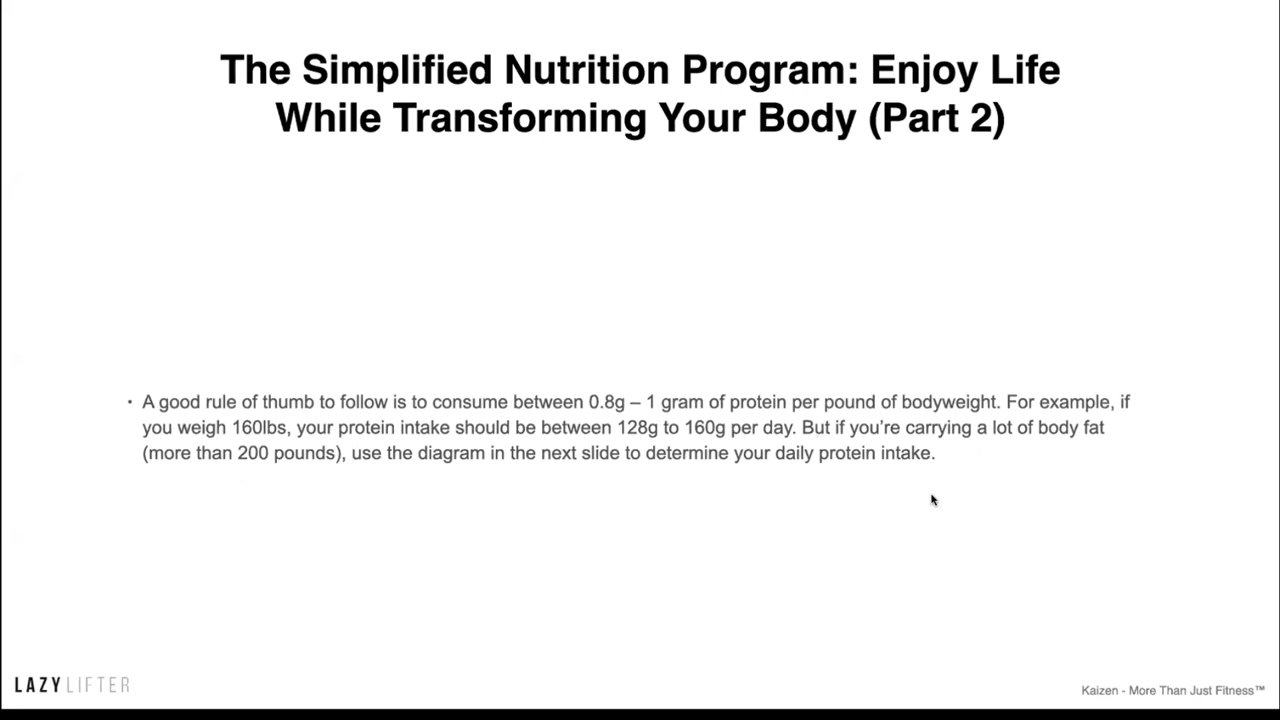 The Simplified Nutrition Program: Enjoy Life
While Transforming Your Body (Part 2)
· A good rule of thumb to follow is to consume between 0.8g – 1 gram of protein per pound of bodyweight. For example, if
you weigh 160lbs, your protein intake should be between 128g to 160g per day. But if you’re carrying a lot of body fat
(more than 200 pounds), use the diagram in the next slide to determine your daily protein intake.
LAZYLIFTER
Kaizen - More Than Just Fitness™